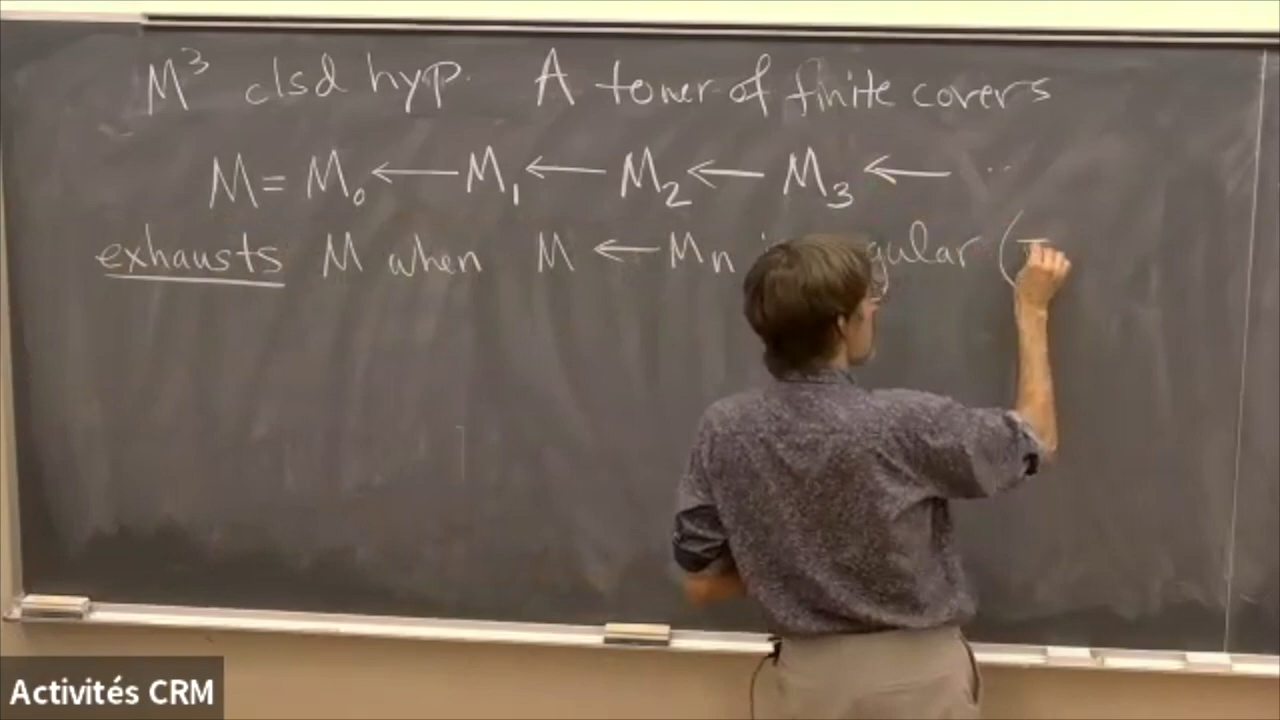 M³ clsd hyp. A tower of finite covers
M = M₀ ← M₁ ← M₂ ← M₃ ← ...
exhausts M when M ← Mn (
Activités CRM